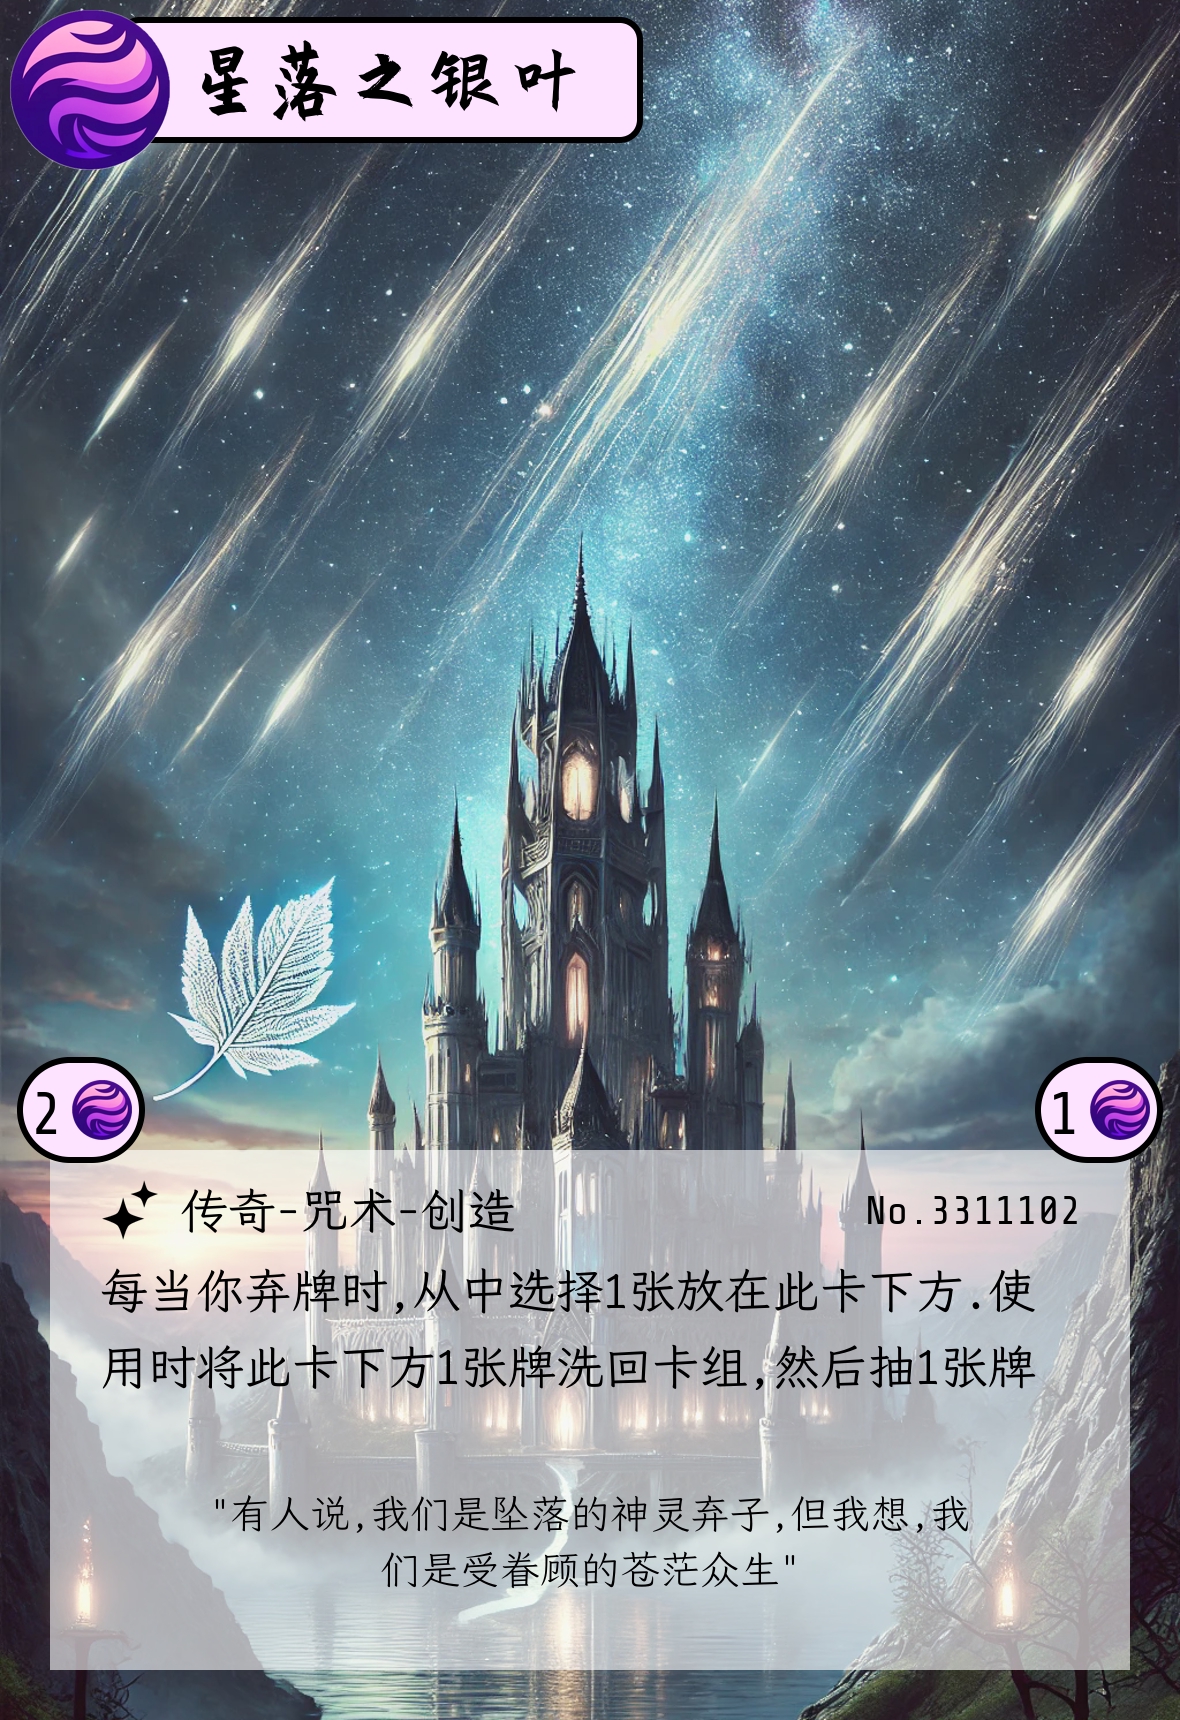 星落之银叶
2
1
传奇-咒术-创造
No.3311102
每当你弃牌时,从中选择1张放在此卡下方.使
用时将此卡下方1张牌洗回卡组,然后抽1张牌
"有人说,我们是坠落的神灵弃子,但我想,我
们是受眷顾的苍茫众生"